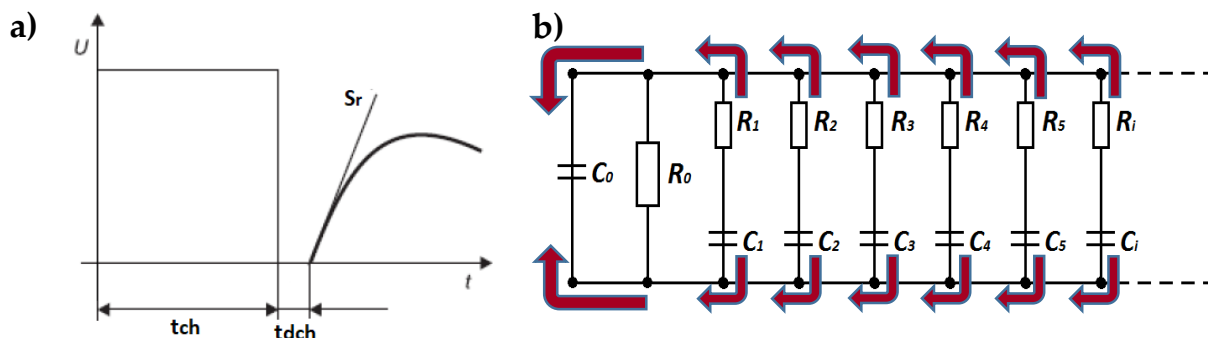 a)
U
Sr
t
tch
tdch
b)
R1 R2 R3 R4 R5 Ri
C0 R0
C1 C2 C3 C4 C5 Ci